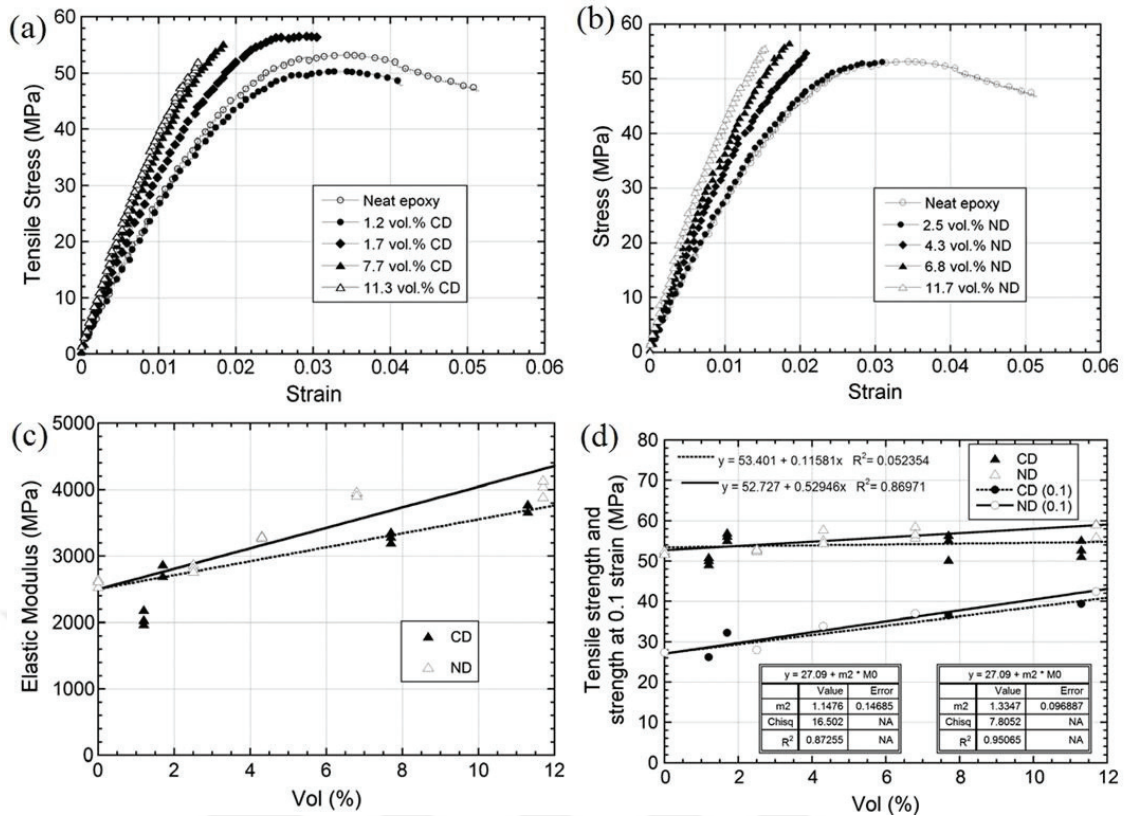 (a)
60
50
40
30
20
10
0
Tensile Stress (MPa)
Neat epoxy
1.2 vol.% CD
1.7 vol.% CD
7.7 vol.% CD
11.3 vol.% CD
0 0.01 0.02 0.03 0.04 0.05 0.06
Strain
(b)
60
50
40
30
20
10
0
Stress (MPa)
Neat epoxy
2.5 vol.% ND
4.3 vol.% ND
6.8 vol.% ND
11.7 vol.% ND
0 0.01 0.02 0.03 0.04 0.05 0.06
Strain
(c)
5000
4000
3000
2000
1000
0
Elastic Modulus (MPa)
CD
ND
0 2 4 6 8 10 12
Vol (%)
(d)
80
70
60
50
40
30
20
10
0
Tensile strength and
strength at 0.1 strain (MPa)
y = 53.401 + 0.11581x R²= 0.052354
y = 52.727 + 0.52946x R²= 0.86971
CD
ND
CD (0.1)
ND (0.1)
y = 27.09 + m2 * M0
Value Error
m2 1.1476 0.14685
Chisq 16.502 NA
R² 0.87255 NA
y = 27.09 + m2 * M0
Value Error
m2 1.3347 0.096887
Chisq 7.8052 NA
R² 0.95065 NA
0 2 4 6 8 10 12
Vol (%)